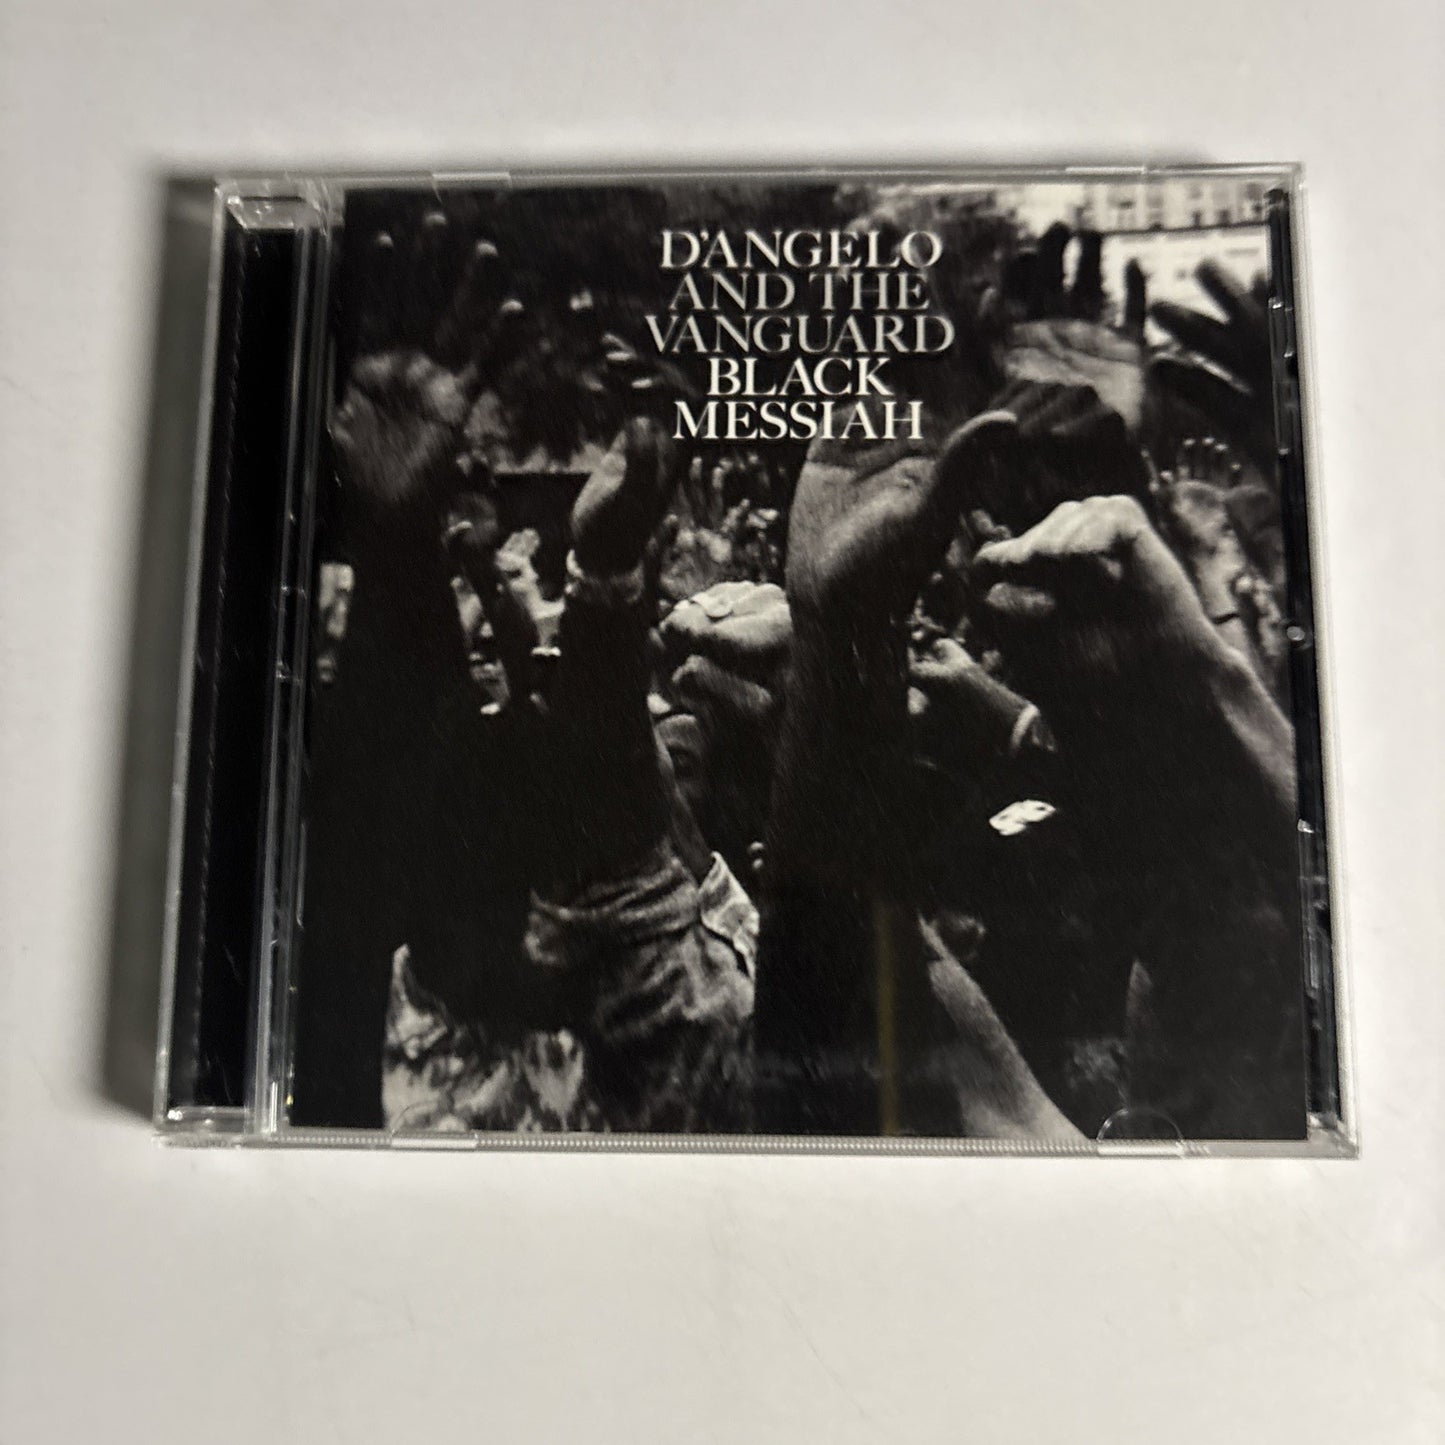 D'ANGELO
AND THE
VANGUARD
BLACK
MESSIAH